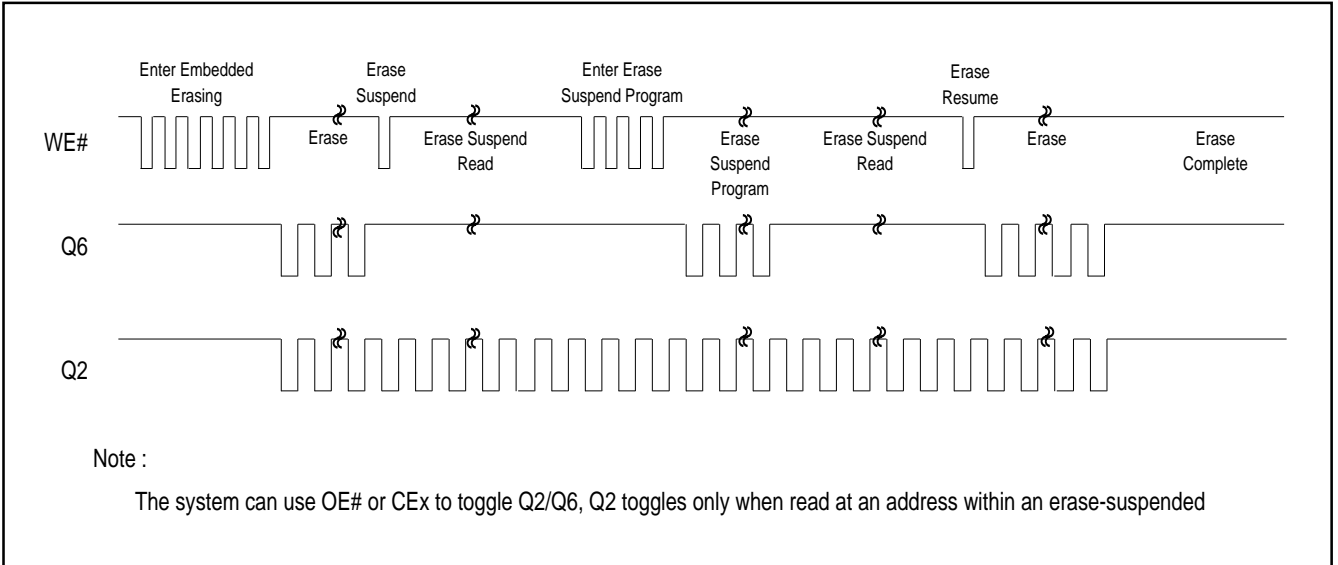 Enter Embedded
Erasing
Erase
Suspend
Enter Erase
Suspend Program
Erase
Resume
WE#
Erase
Erase Suspend
Read
Erase
Suspend
Program
Erase Suspend
Read
Erase
Erase
Complete
Q6
Q2
Note :
The system can use OE# or CEx to toggle Q2/Q6, Q2 toggles only when read at an address within an erase-suspended